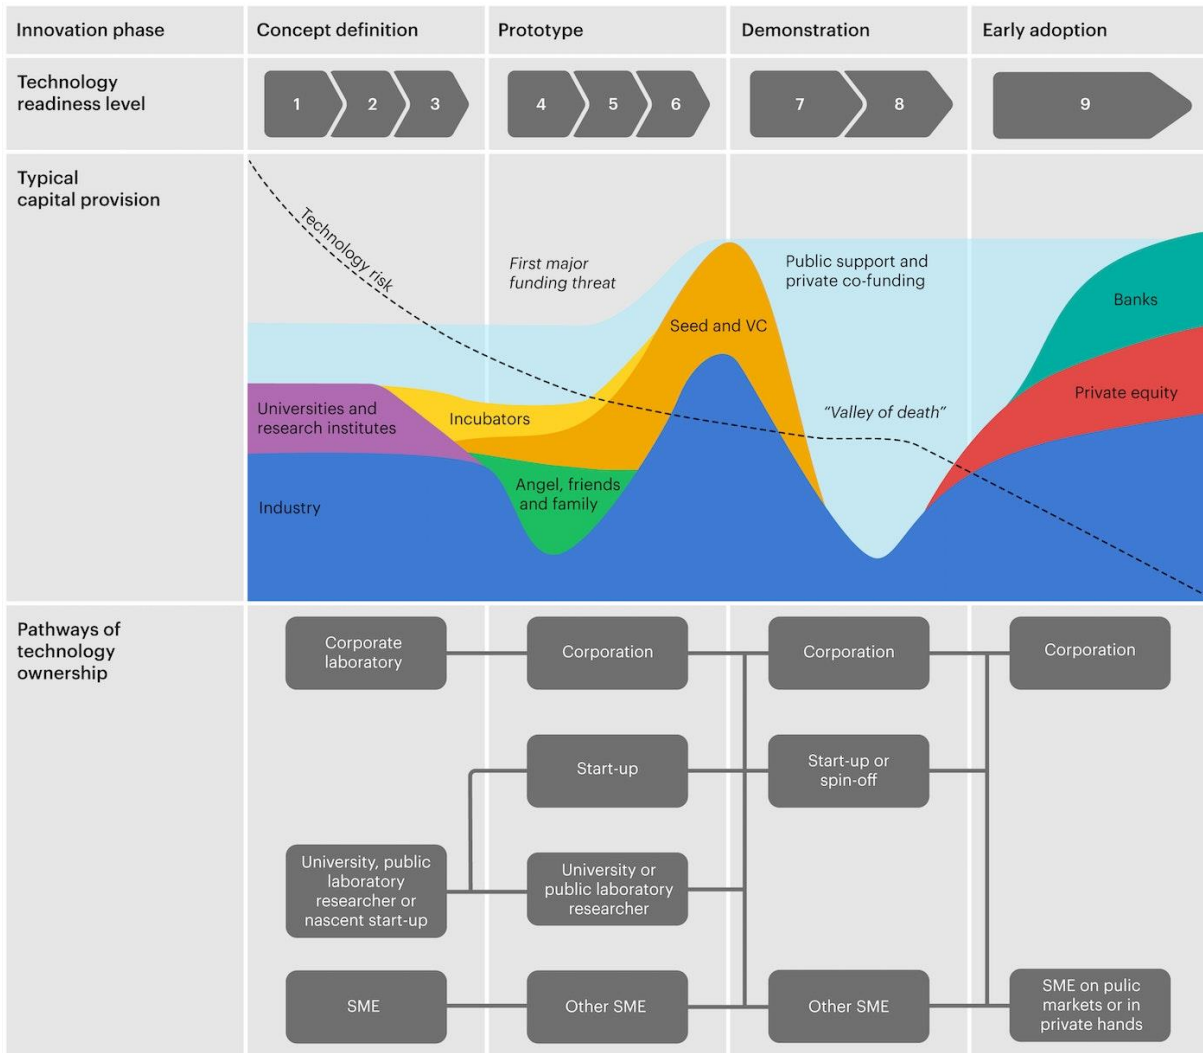 Innovation phase
Concept definition
Prototype
Demonstration
Early adoption
Technology
readiness level
1
2
3
4
5
6
7
8
9
Typical
capital provision
Technology risk
First major
funding threat
Public support and
private co-funding
Seed and VC
Banks
Private equity
"Valley of death"
Universities and
research institutes
Incubators
Angel, friends
and family
Industry
Pathways of
technology
ownership
Corporate
laboratory
Corporation
Corporation
Corporation
Start-up
Start-up or
spin-off
University, public
laboratory
researcher or
nascent start-up
University or
public laboratory
researcher
SME
Other SME
Other SME
SME on pulic
markets or in
private hands